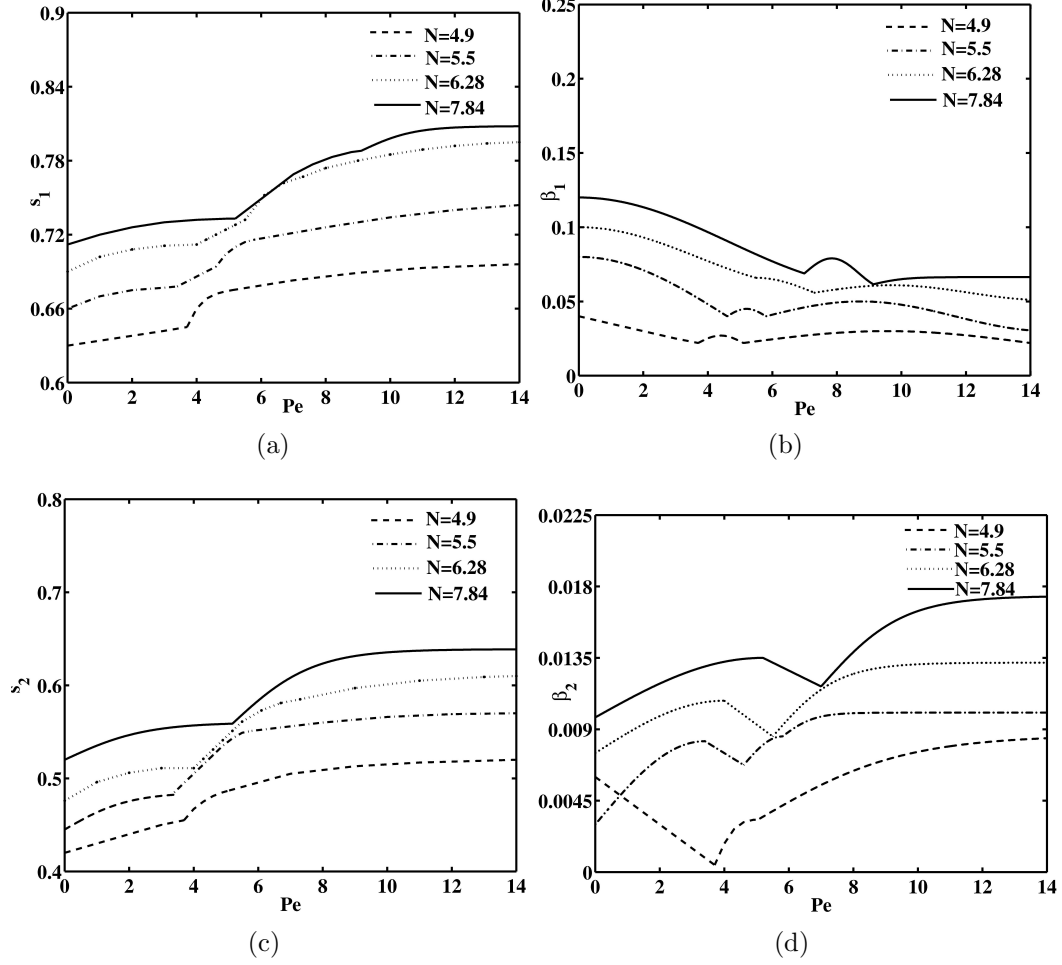 0.9
0.84
0.78
0.72
0.66
0.6
s1
0 2 4 6 8 10 12 14
Pe
N=4.9
N=5.5
N=6.28
N=7.84
(a)
0.25
0.2
0.15
0.1
0.05
0
β1
0 2 4 6 8 10 12 14
Pe
N=4.9
N=5.5
N=6.28
N=7.84
(b)
0.8
0.7
0.6
0.5
0.4
s2
0 2 4 6 8 10 12 14
Pe
N=4.9
N=5.5
N=6.28
N=7.84
(c)
0.0225
0.018
0.0135
0.009
0.0045
0
β2
0 2 4 6 8 10 12 14
Pe
N=4.9
N=5.5
N=6.28
N=7.84
(d)